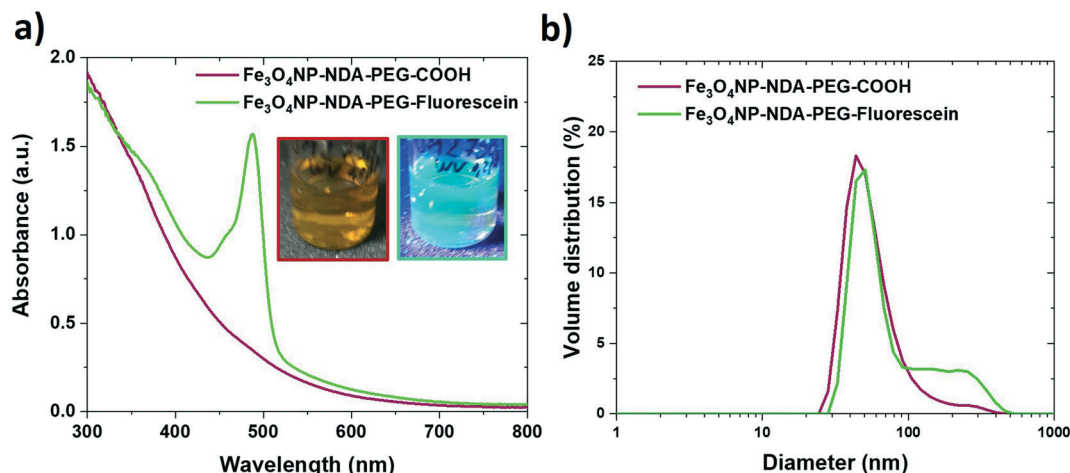 a)
2.0
1.5
1.0
0.5
0.0
300
400
500
600
700
800
Absorbance (a.u.)
Wavelength (nm)
Fe₃O₄NP-NDA-PEG-COOH
Fe₃O₄NP-NDA-PEG-Fluorescein
b)
25
20
15
10
5
0
1
10
100
1000
Volume distribution (%)
Diameter (nm)
Fe₃O₄NP-NDA-PEG-COOH
Fe₃O₄NP-NDA-PEG-Fluorescein